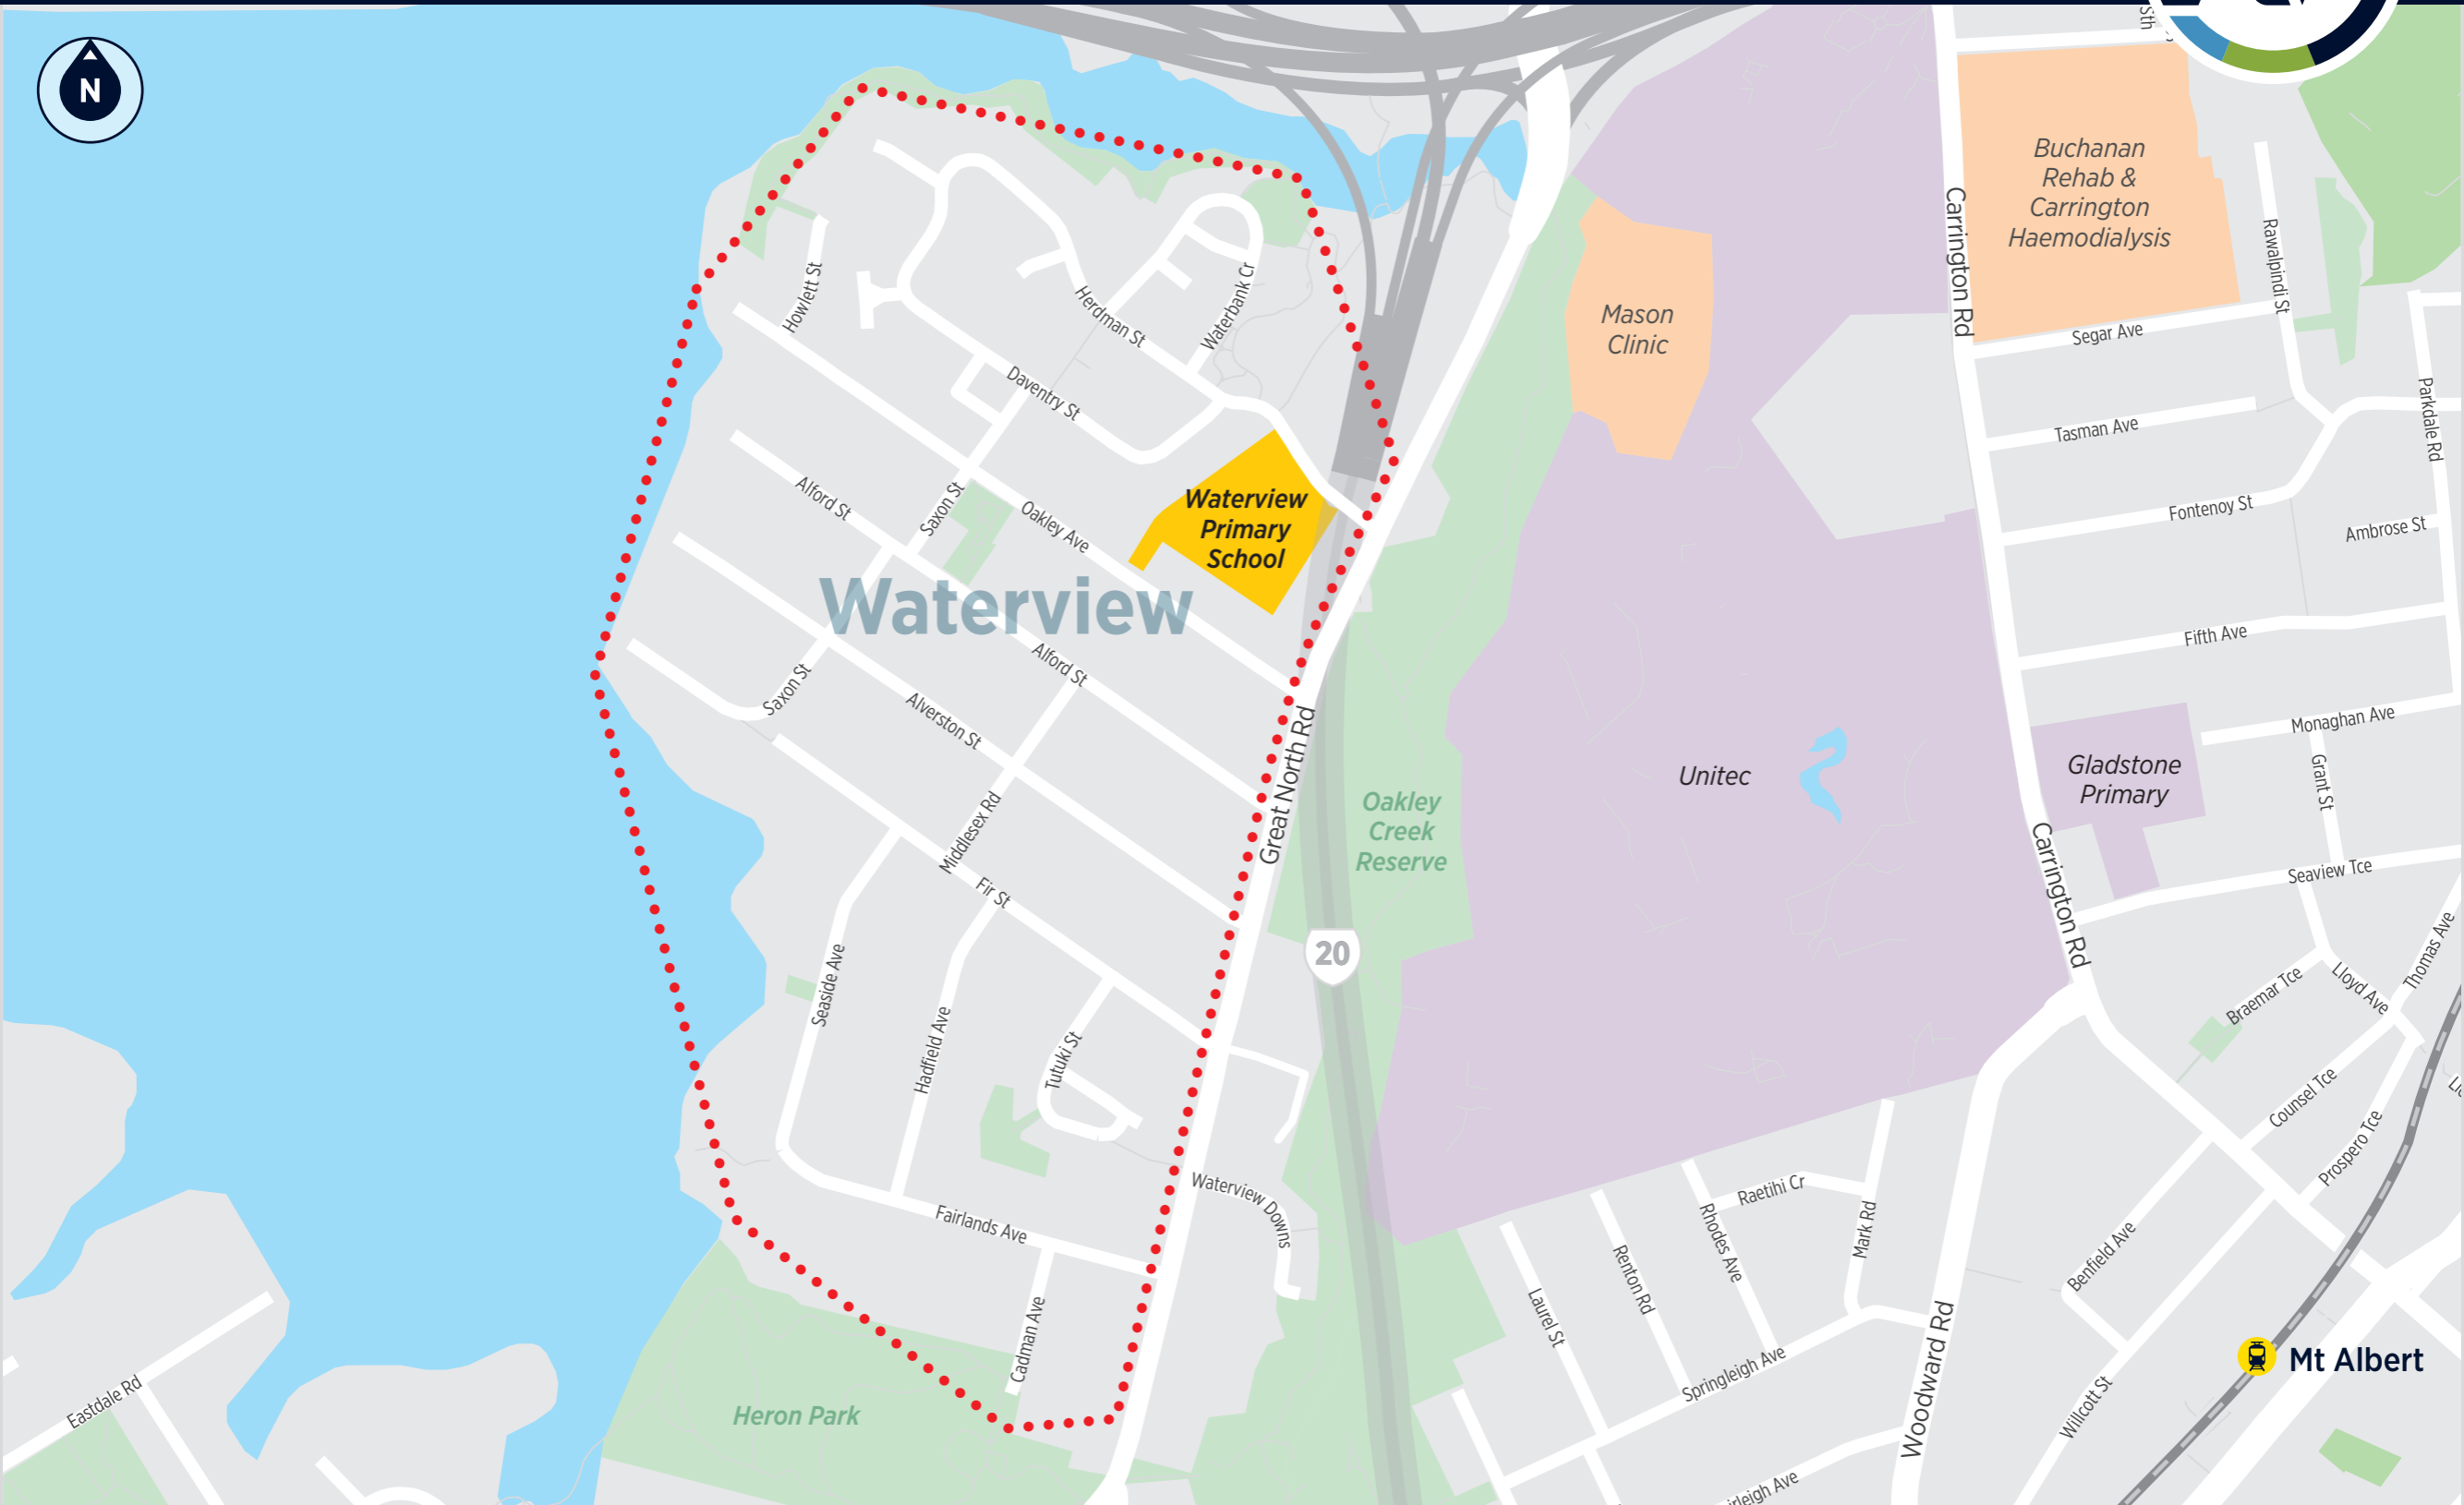 N
Sth
Buchanan
Rehab &
Carrington
Haemodialysis
Carrington Rd
Rawalpindi St
Howlett St
Herdman St
Waterbank Cr
Mason
Clinic
Segar Ave
Daventry St
Parkdale Rd
Tasman Ave
Alford St
Saxon St
Oakley Ave
Waterview
Primary
School
Fontenoy St
Ambrose St
Waterview
Alford St
Fifth Ave
Saxon St
Alverston St
Great North Rd
Monaghan Ave
Gladstone
Primary
Unitec
Grant St
Oakley
Creek
Reserve
Middlesex Rd
Fir St
Carrington Rd
Seaview Tce
20
Seaside Ave
Thomas Ave
Braemar Tce
Lloyd Ave
Hadfield Ave
Tutuki St
Counsel Tce
Prospero Tce
Waterview Downs
Raetihi Cr
Rhodes Ave
Mark Rd
Fairlands Ave
Renton Rd
Benfield Ave
Laurel St
Cadman Ave
Woodward Rd
Mt Albert
Springleigh Ave
Eastdale Rd
Heron Park
Willcott St